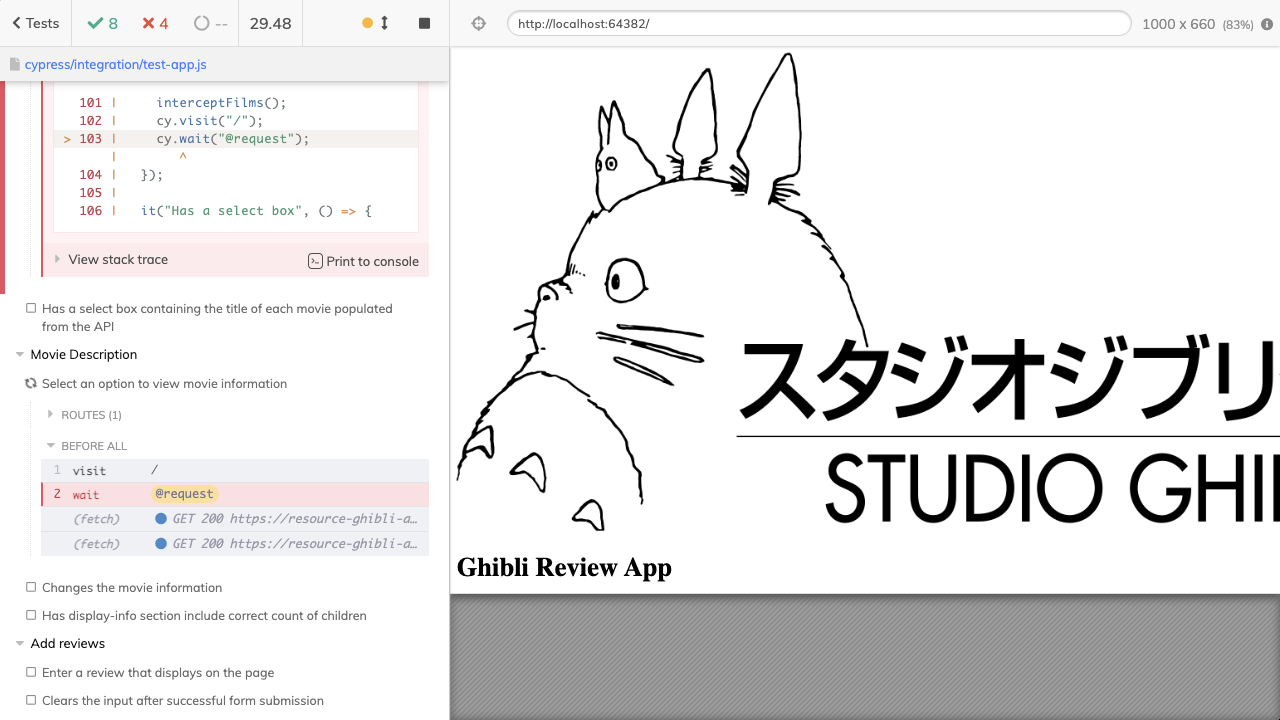 Tests
8
4
--
29.48
http://localhost:64382/
1000 x 660 (83%)
cypress/integration/test-app.js
101 | interceptFilms();
102 | cy.visit("/");
> 103 | cy.wait("@request");
| ^
104 | });
105 |
106 | it("Has a select box", () => {
View stack trace
Print to console
Has a select box containing the title of each movie populated
from the API
Movie Description
Select an option to view movie information
ROUTES (1)
BEFORE ALL
1 visit /
2 wait @request
(fetch) GET 200 https://resource-ghibli-a…
(fetch) GET 200 https://resource-ghibli-a…
Changes the movie information
Has display-info section include correct count of children
Add reviews
Enter a review that displays on the page
Clears the input after successful form submission
スタジオジブリ
STUDIO GHI
Ghibli Review App